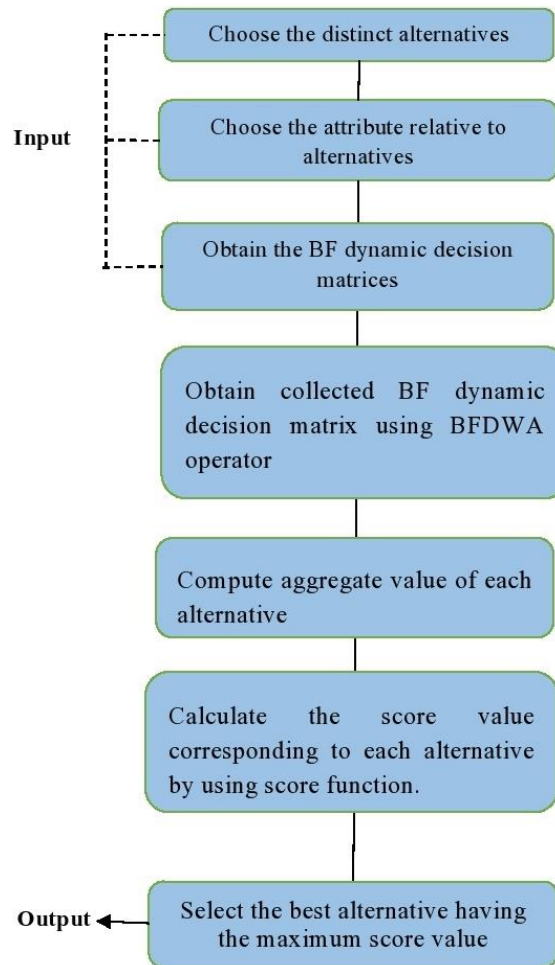 Choose the distinct alternatives
Input
Choose the attribute relative to
alternatives
Obtain the BF dynamic decision
matrices
Obtain collected BF dynamic
decision matrix using BFDWA
operator
Compute aggregate value of each
alternative
Calculate the score value
corresponding to each alternative
by using score function.
Output
Select the best alternative having
the maximum score value